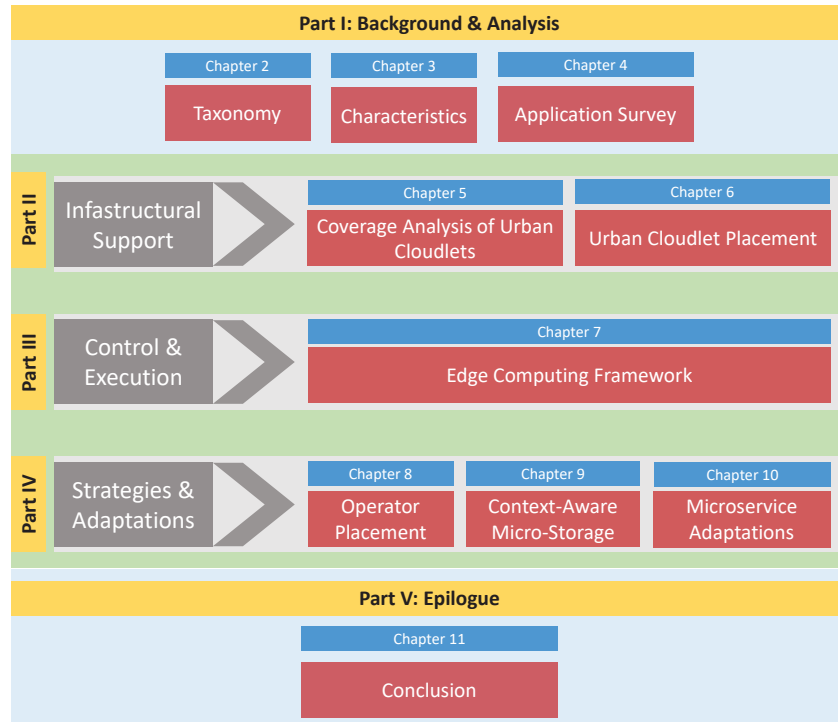 Part I: Background & Analysis
Chapter 2
Taxonomy
Chapter 3
Characteristics
Chapter 4
Application Survey
Part II
Infastructural
Support
Chapter 5
Coverage Analysis of Urban
Cloudlets
Chapter 6
Urban Cloudlet Placement
Part III
Control &
Execution
Chapter 7
Edge Computing Framework
Part IV
Strategies &
Adaptations
Chapter 8
Operator
Placement
Chapter 9
Context-Aware
Micro-Storage
Chapter 10
Microservice
Adaptations
Part V: Epilogue
Chapter 11
Conclusion